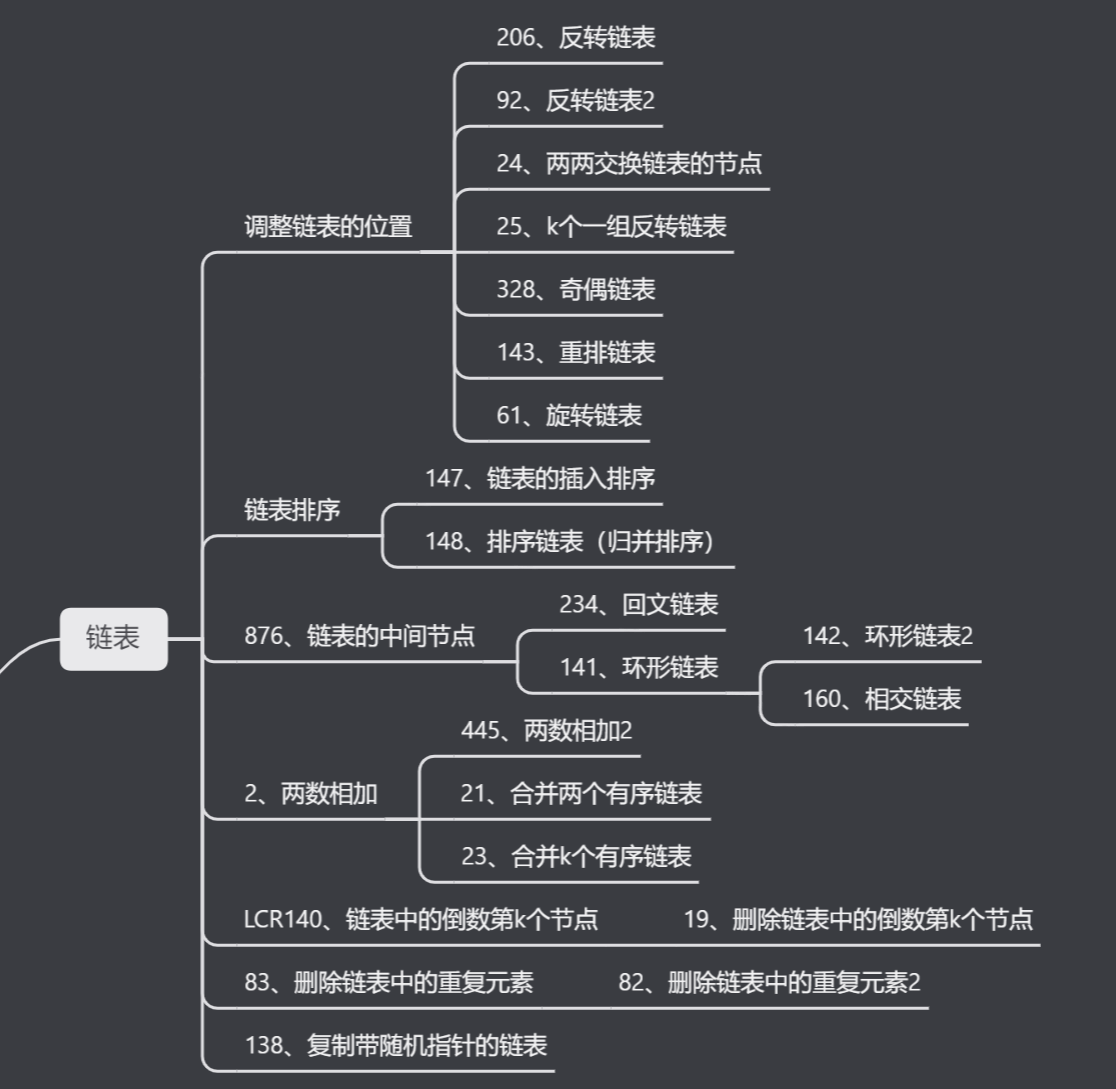 206、反转链表
92、反转链表2
24、两两交换链表的节点
调整链表的位置
25、k个一组反转链表
328、奇偶链表
143、重排链表
61、旋转链表
147、链表的插入排序
链表排序
148、排序链表（归并排序）
234、回文链表
链表
876、链表的中间节点
142、环形链表2
141、环形链表
160、相交链表
445、两数相加2
2、两数相加
21、合并两个有序链表
23、合并k个有序链表
LCR140、链表中的倒数第k个节点
19、删除链表中的倒数第k个节点
83、删除链表中的重复元素
82、删除链表中的重复元素2
138、复制带随机指针的链表